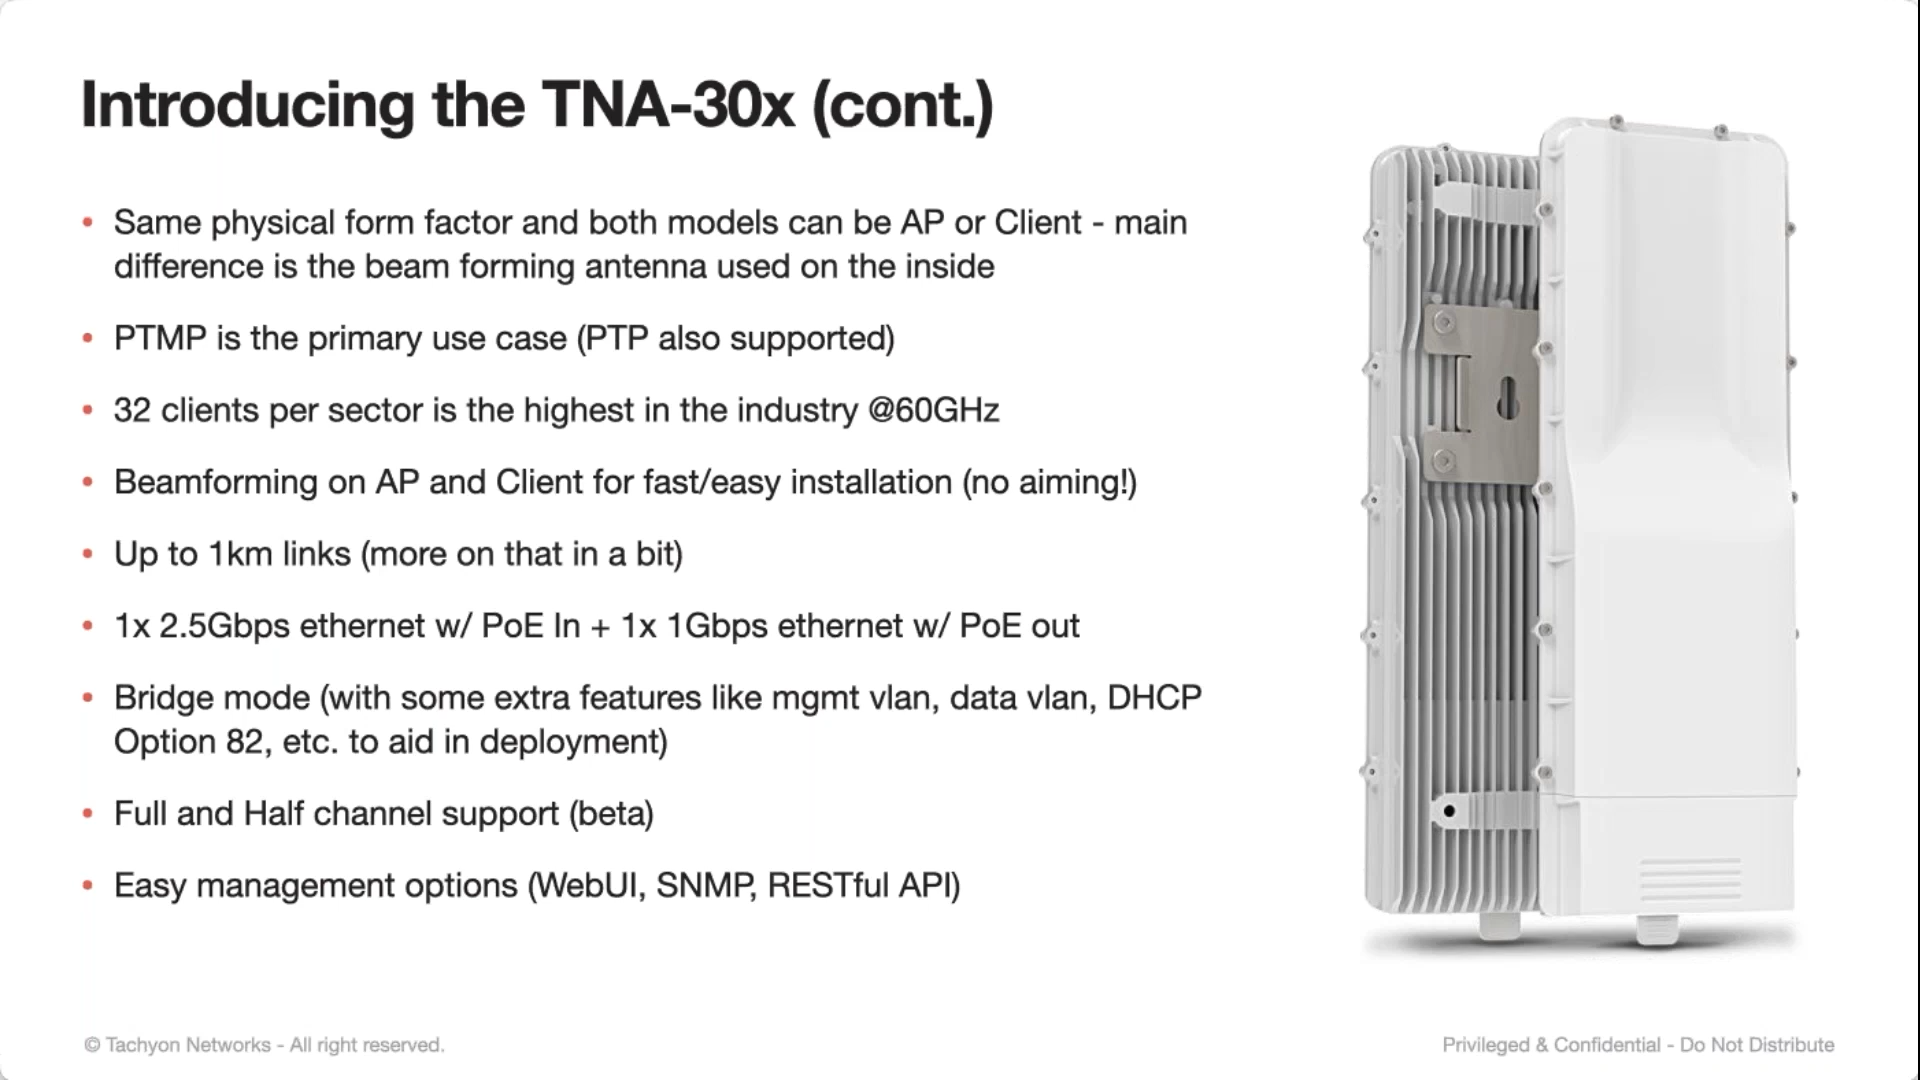 Introducing the TNA-30x (cont.)
• Same physical form factor and both models can be AP or Client - main
difference is the beam forming antenna used on the inside
• PTMP is the primary use case (PTP also supported)
• 32 clients per sector is the highest in the industry @60GHz
• Beamforming on AP and Client for fast/easy installation (no aiming!)
• Up to 1km links (more on that in a bit)
• 1x 2.5Gbps ethernet w/ PoE In + 1x 1Gbps ethernet w/ PoE out
• Bridge mode (with some extra features like mgmt vlan, data vlan, DHCP
Option 82, etc. to aid in deployment)
• Full and Half channel support (beta)
• Easy management options (WebUI, SNMP, RESTful API)
© Tachyon Networks - All right reserved.
Privileged & Confidential - Do Not Distribute